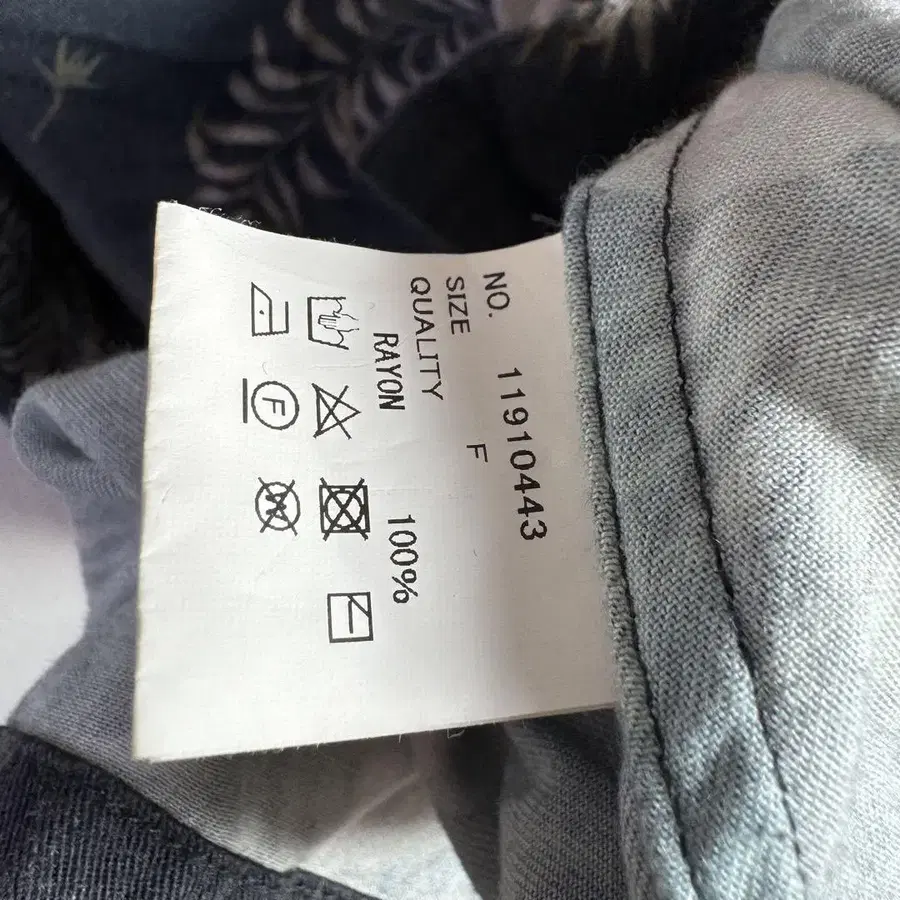 NO. 11910443
SIZE F
QUALITY
RAYON 100%
F
W